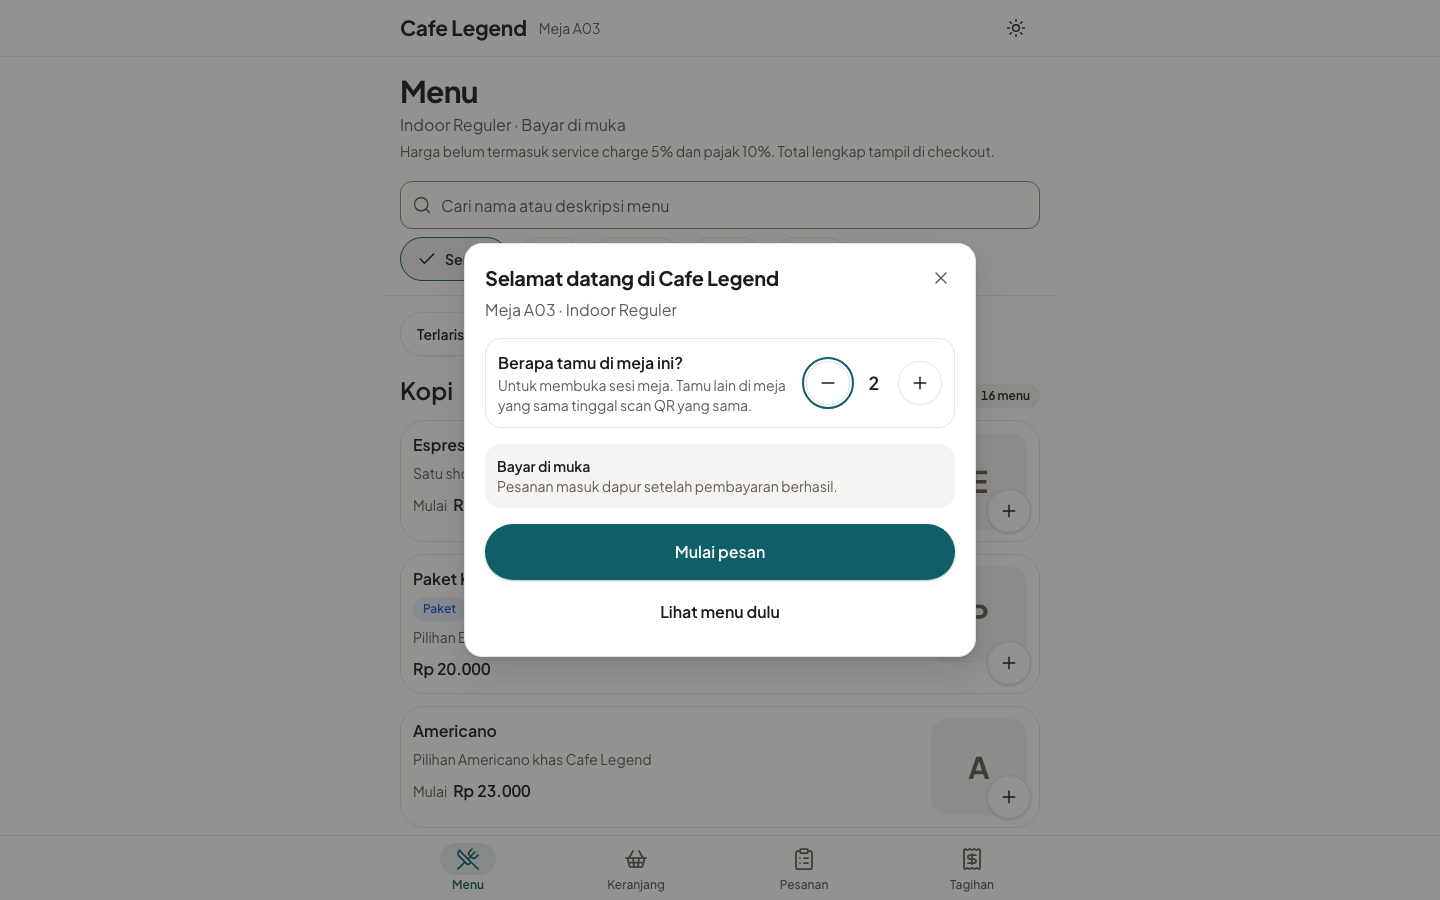 Cafe Legend Meja A03
Menu
Indoor Reguler · Bayar di muka
Harga belum termasuk service charge 5% dan pajak 10%. Total lengkap tampil di checkout.
Cari nama atau deskripsi menu
Selamat datang di Cafe Legend
Meja A03 · Indoor Reguler
Berapa tamu di meja ini?
Untuk membuka sesi meja. Tamu lain di meja
yang sama tinggal scan QR yang sama.
2
Bayar di muka
Pesanan masuk dapur setelah pembayaran berhasil.
Mulai pesan
Lihat menu dulu
Terlaris
Kopi
16 menu
Mulai
Paket
Rp 20.000
Americano
Pilihan Americano khas Cafe Legend
Mulai Rp 23.000
A
Menu
Keranjang
Pesanan
Tagihan